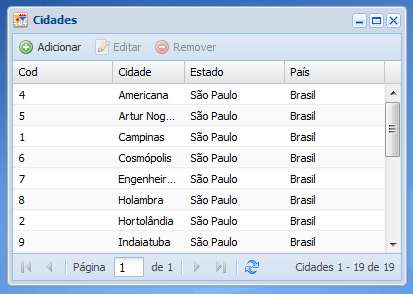 Cidades
Adicionar Editar Remover
Cod Cidade Estado País
4 Americana São Paulo Brasil
5 Artur Nog... São Paulo Brasil
1 Campinas São Paulo Brasil
6 Cosmópolis São Paulo Brasil
7 Engenheir... São Paulo Brasil
8 Holambra São Paulo Brasil
2 Hortolândia São Paulo Brasil
9 Indaiatuba São Paulo Brasil
Página 1 de 1 Cidades 1 - 19 de 19